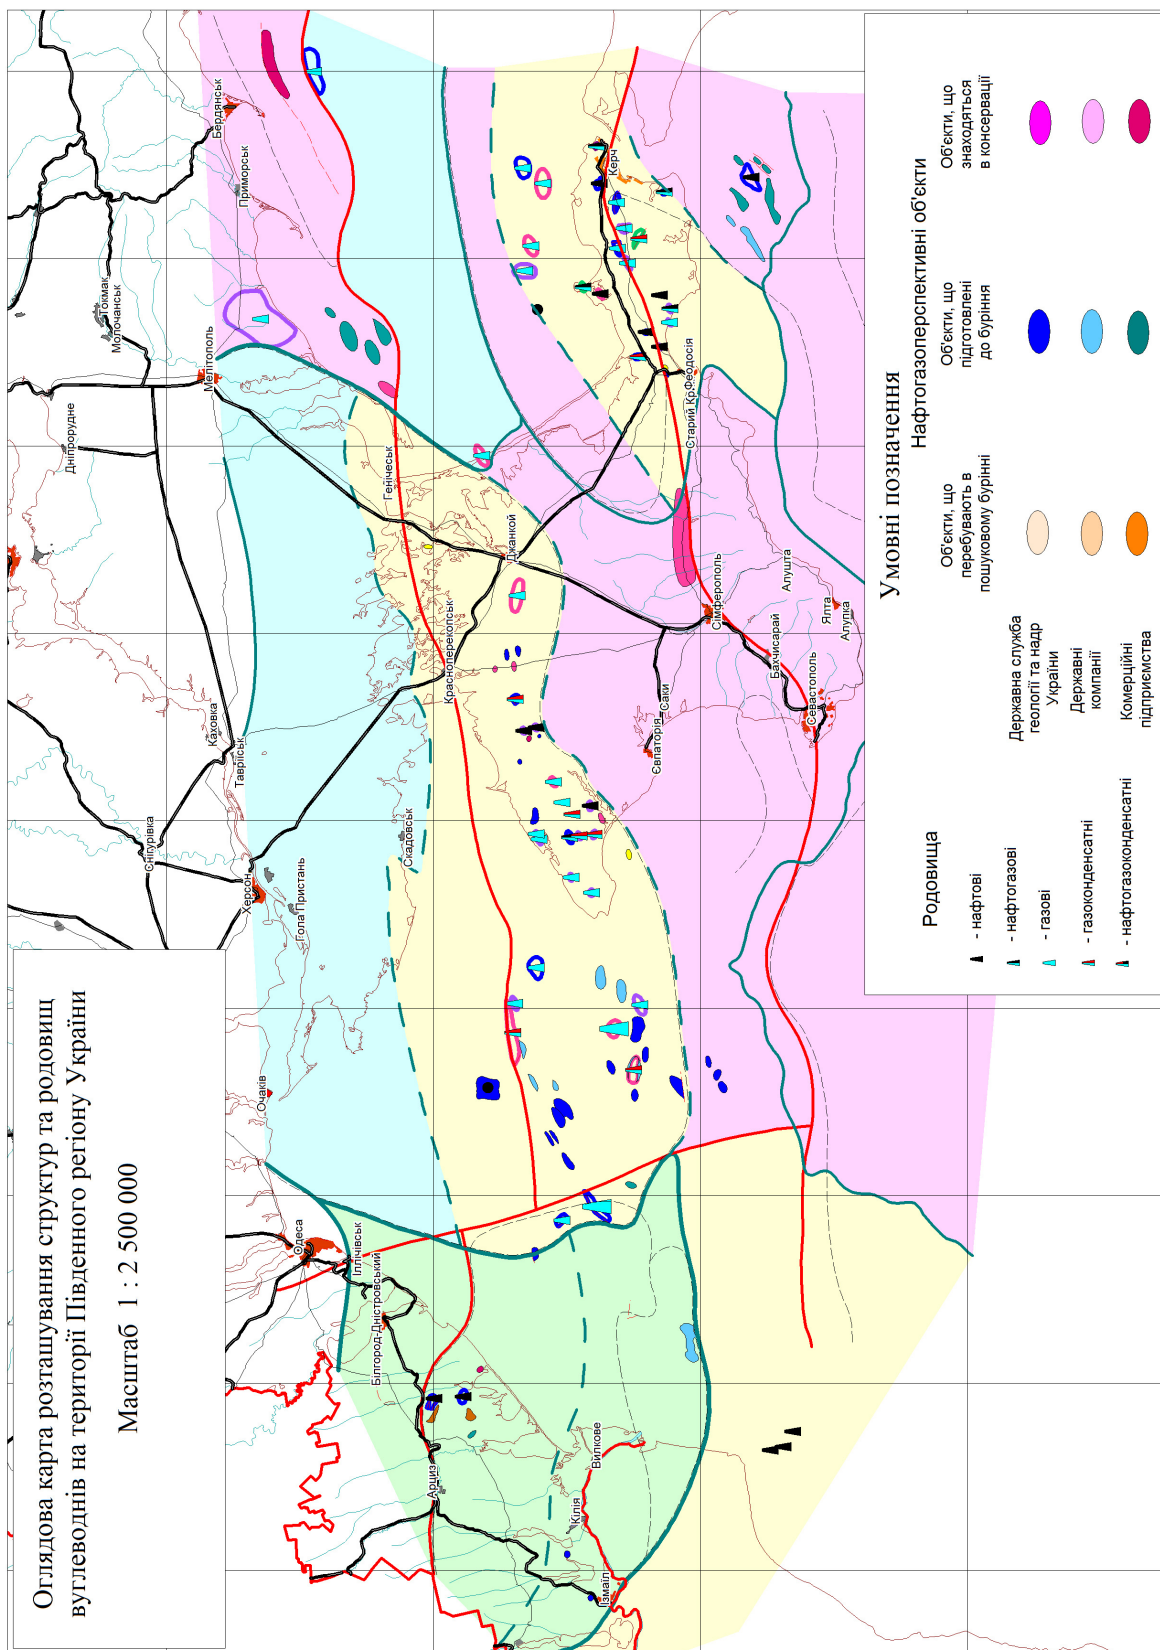 Оглядова карта розташування структур та родовищ
вуглеводнів на території Південного регіону України
Масштаб 1 : 2 500 000
Бердянськ
Приморськ
Токмак
Молочанськ
Мелітополь
Дніпрорудне
Генічеськ
Каховка
Тавріїськ
Снігурівка
Херсон
Гола Пристань
Скадовськ
Очаків
Одеса
Іллічівськ
Білгород-Дністровський
Арциз
Вилкове
Кілія
Ізмаїл
Красноперекопськ
Джанкой
Керч
Феодосія
Старий Кр.
Сімферополь
Алушта
Ялта
Алупка
Бахчисарай
Севастополь
Саки
Євпаторія
Умовні позначення
Родовища
- нафтові
- нафтогазові
- газові
- газоконденсатні
- нафтогазоконденсатні
Нафтогазоперспективні об'єкти
Об'єкти, що
перебувають в
пошуковому бурінні
Об'єкти, що
підготовлені
до буріння
Об'єкти, що
знаходяться
в консервації
Державна служба
геології та надр
України
Державні
компанії
Комерційні
підприємства